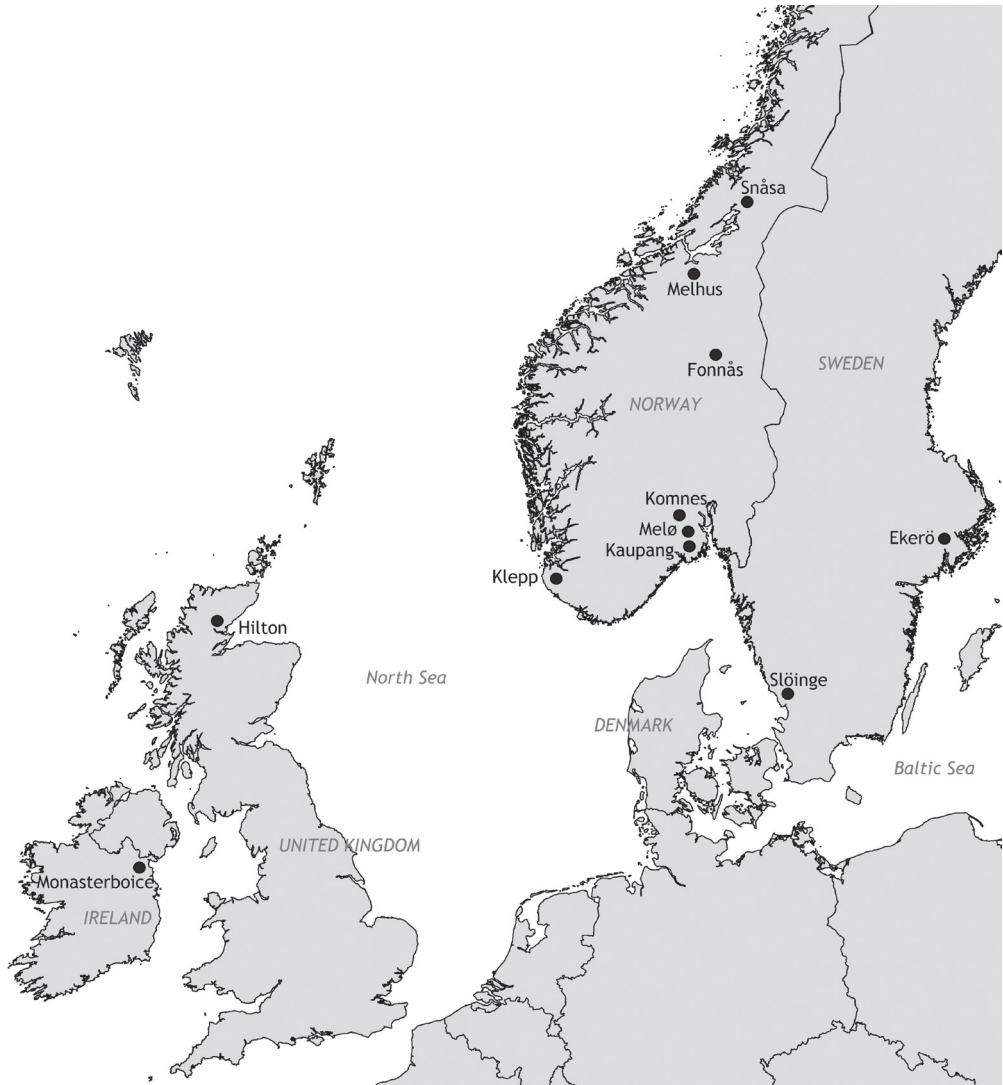 Snåsa
Melhus
Fonnås
SWEDEN
NORWAY
Komnes
Melø
Kaupang
Ekerö
Klepp
Hilton
North Sea
Slöinge
DENMARK
Baltic Sea
UNITED KINGDOM
Monasterboice
IRELAND